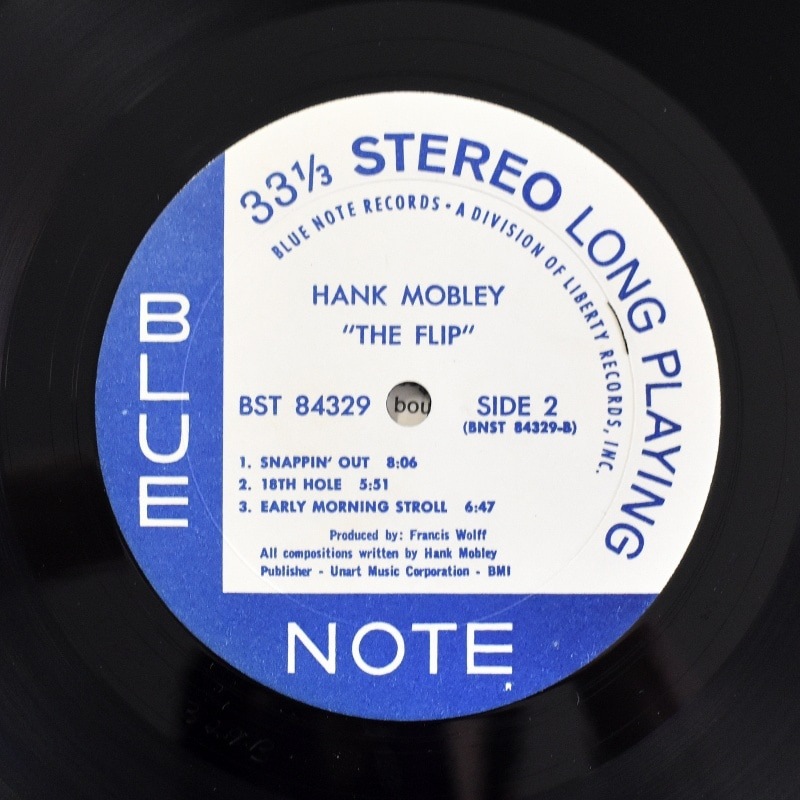 33⅓ STEREO LONG PLAYING
BLUE NOTE RECORDS • A DIVISION OF LIBERTY RECORDS, INC.
HANK MOBLEY
"THE FLIP"
BST 84329 bou SIDE 2
(BNST 84329-B)
1. SNAPPIN' OUT 8:06
2. 18TH HOLE 5:51
3. EARLY MORNING STROLL 6:47
Produced by: Francis Wolff
All compositions written by Hank Mobley
Publisher - Unart Music Corporation - BMI
BLUE
NOTE